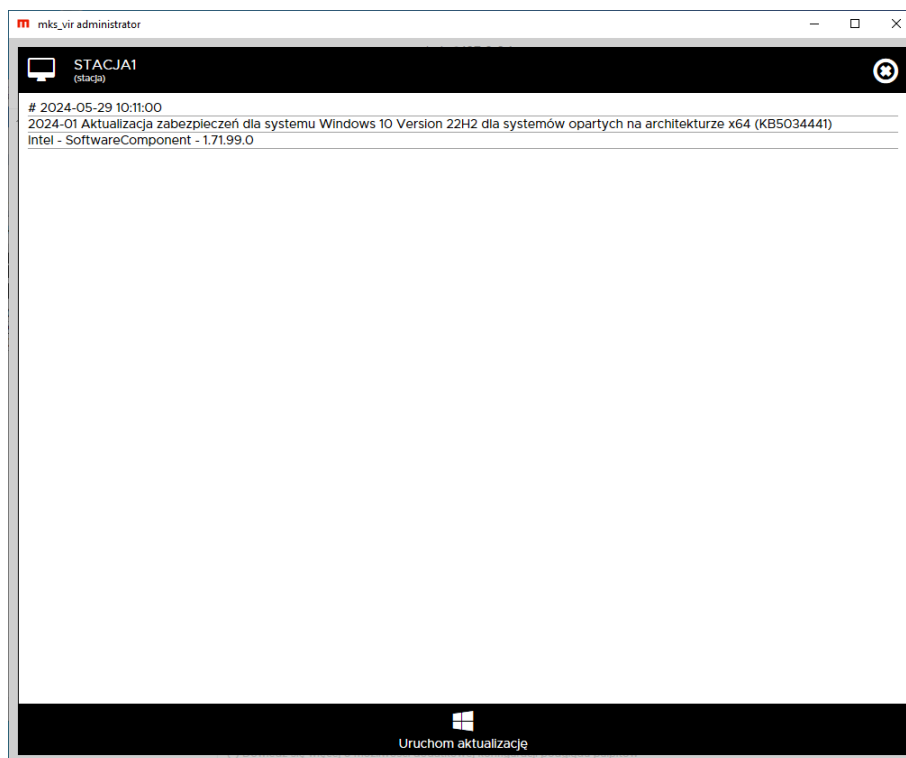 mks_vir administrator
STACJA1
(stacja)
# 2024-05-29 10:11:00
2024-01 Aktualizacja zabezpieczeń dla systemu Windows 10 Version 22H2 dla systemów opartych na architekturze x64 (KB5034441)
Intel - SoftwareComponent - 1.71.99.0
Uruchom aktualizację